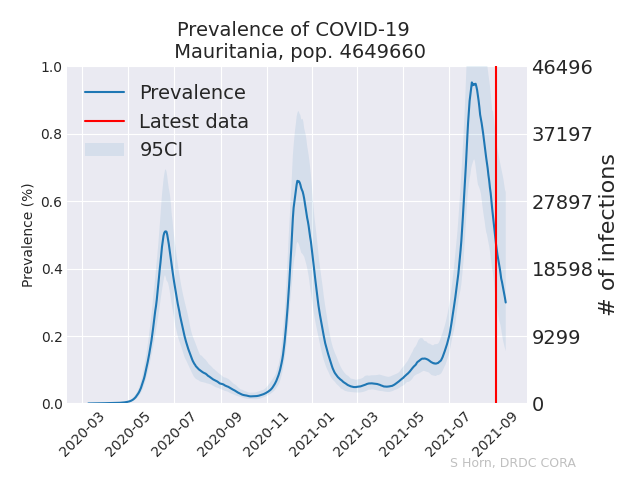 Prevalence of COVID-19
Mauritania, pop. 4649660
1.0
0.8
0.6
0.4
0.2
0.0
Prevalence (%)
Prevalence
Latest data
95CI
46496
37197
27897
18598
9299
0
# of infections
2020-03
2020-05
2020-07
2020-09
2020-11
2021-01
2021-03
2021-05
2021-07
2021-09
S Horn, DRDC CORA